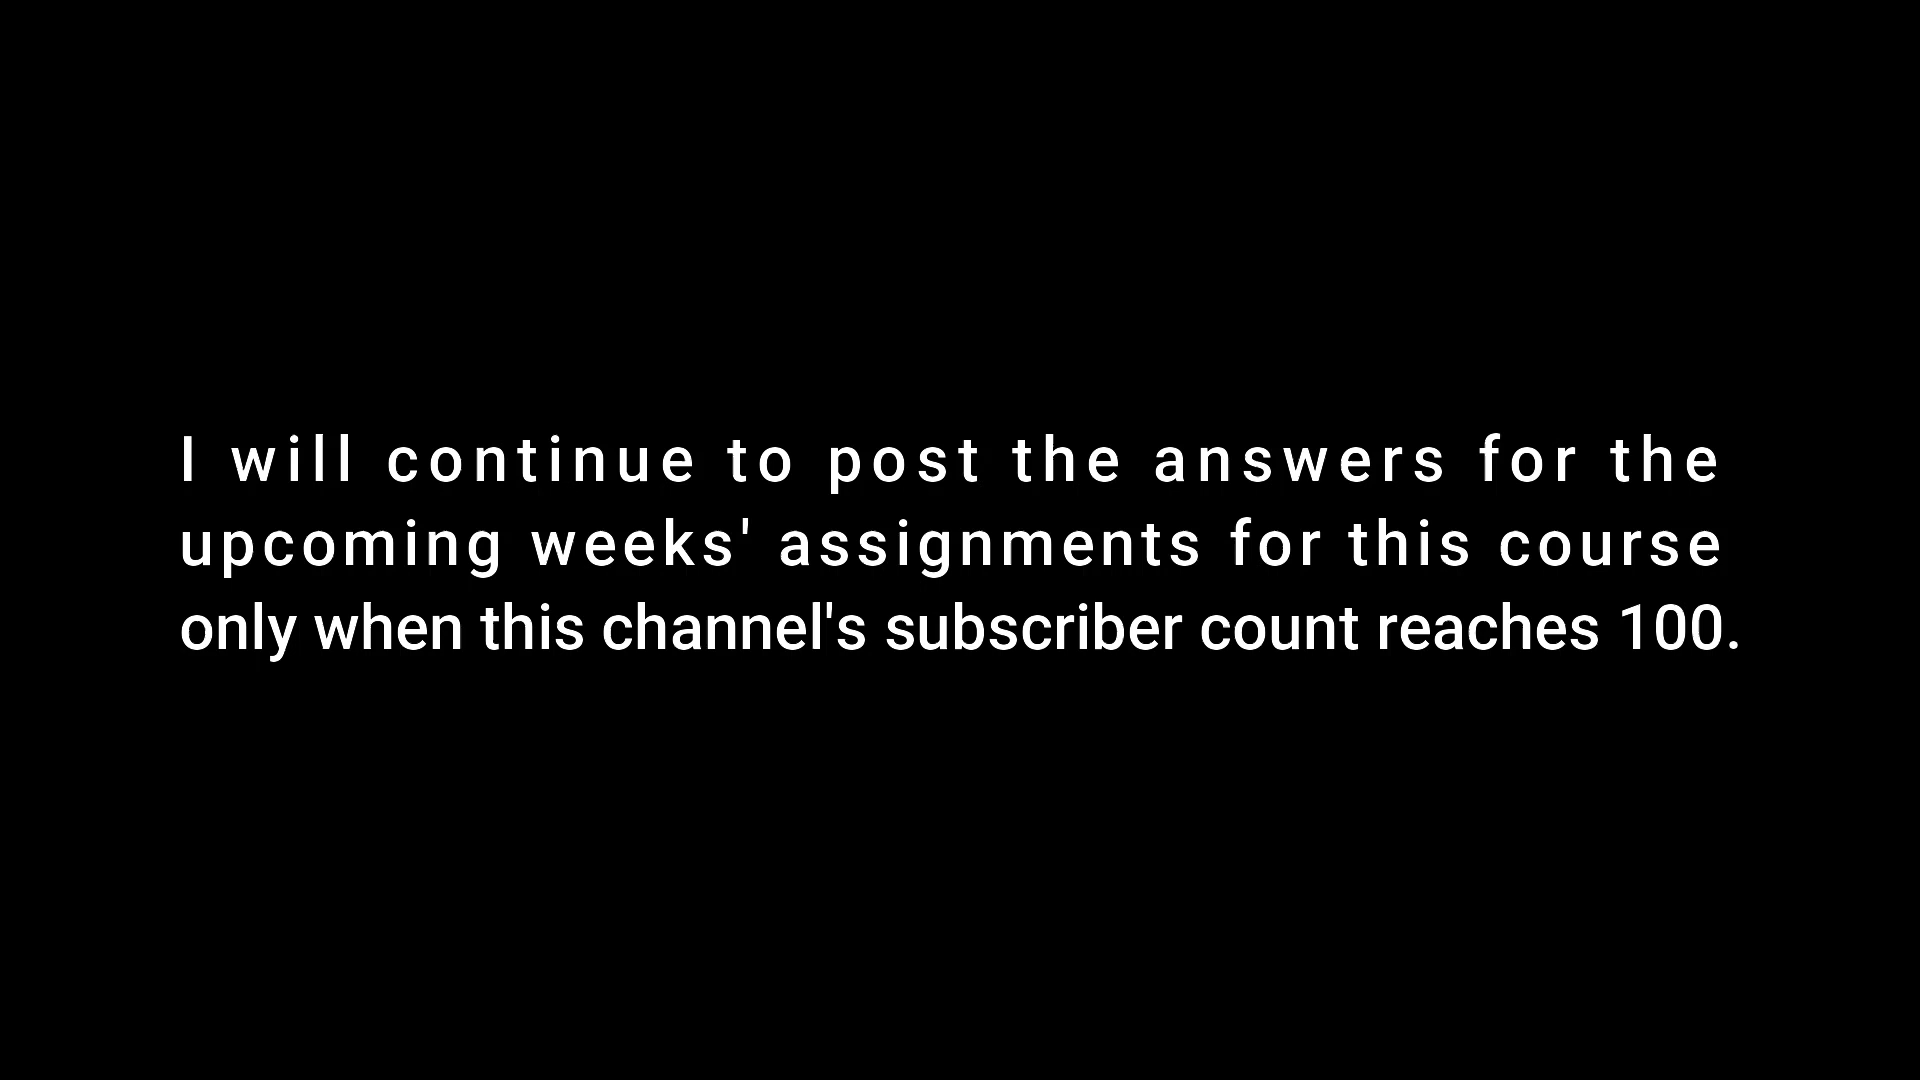 I will continue to post the answers for the
upcoming weeks' assignments for this course
only when this channel's subscriber count reaches 100.